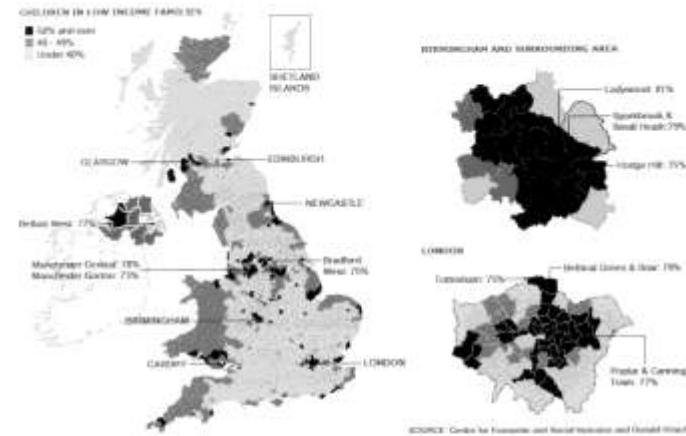 CHILDREN IN LOW INCOME FAMILIES
50% and over
40 - 49%
Under 40%
SHETLAND
ISLANDS
GLASGOW
EDINBURGH
NEWCASTLE
Belfast West: 77%
Manchester Central: 78%
Manchester Gorton: 73%
Bradford
West: 75%
BIRMINGHAM
CARDIFF
LONDON
BIRMINGHAM AND SURROUNDING AREA
Ladywood: 81%
Sparkbrook &
Small Heath: 79%
Hodge Hill: 75%
LONDON
Bethnal Green & Bow: 79%
Tottenham: 75%
Poplar & Canning
Town: 77%
SOURCE: Centre for Economic and Social Inclusion and Donald Hirsch